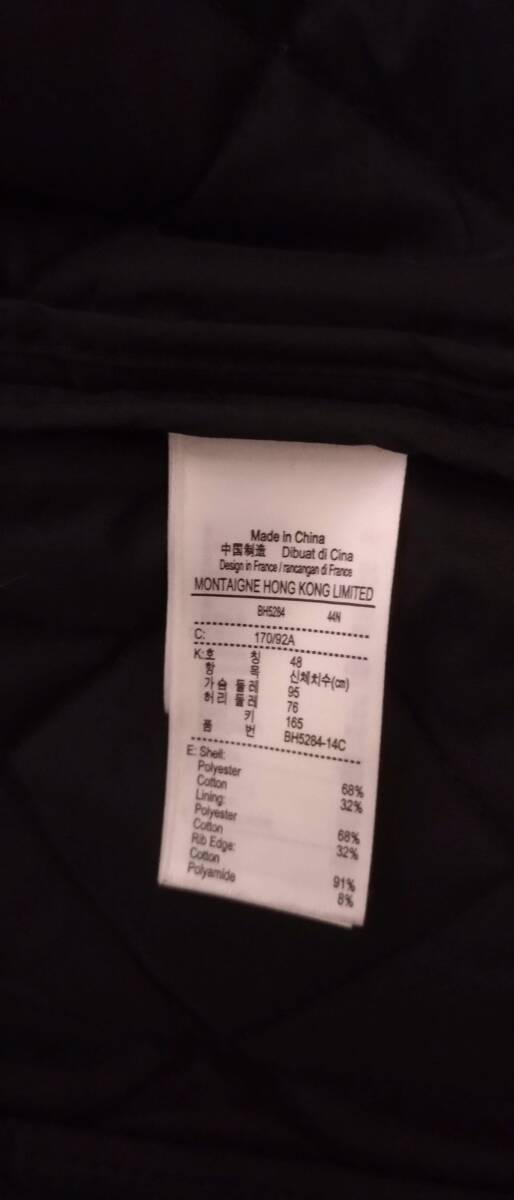 Made in China
中国制造 Dibuat di Cina
Design in France / rancangan di France
MONTAIGNE HONG KONG LIMITED
BH5284 44N
C: 170/92A
K:호 칭 48
항 목 신체치수(cm)
가슴 둘레 95
허리 둘레 76
키 165
품 번 BH5284-14C
E: Shell:
Polyester 68%
Cotton 32%
Lining:
Polyester 68%
Cotton 32%
Rib Edge:
Cotton 91%
Polyamide 8%